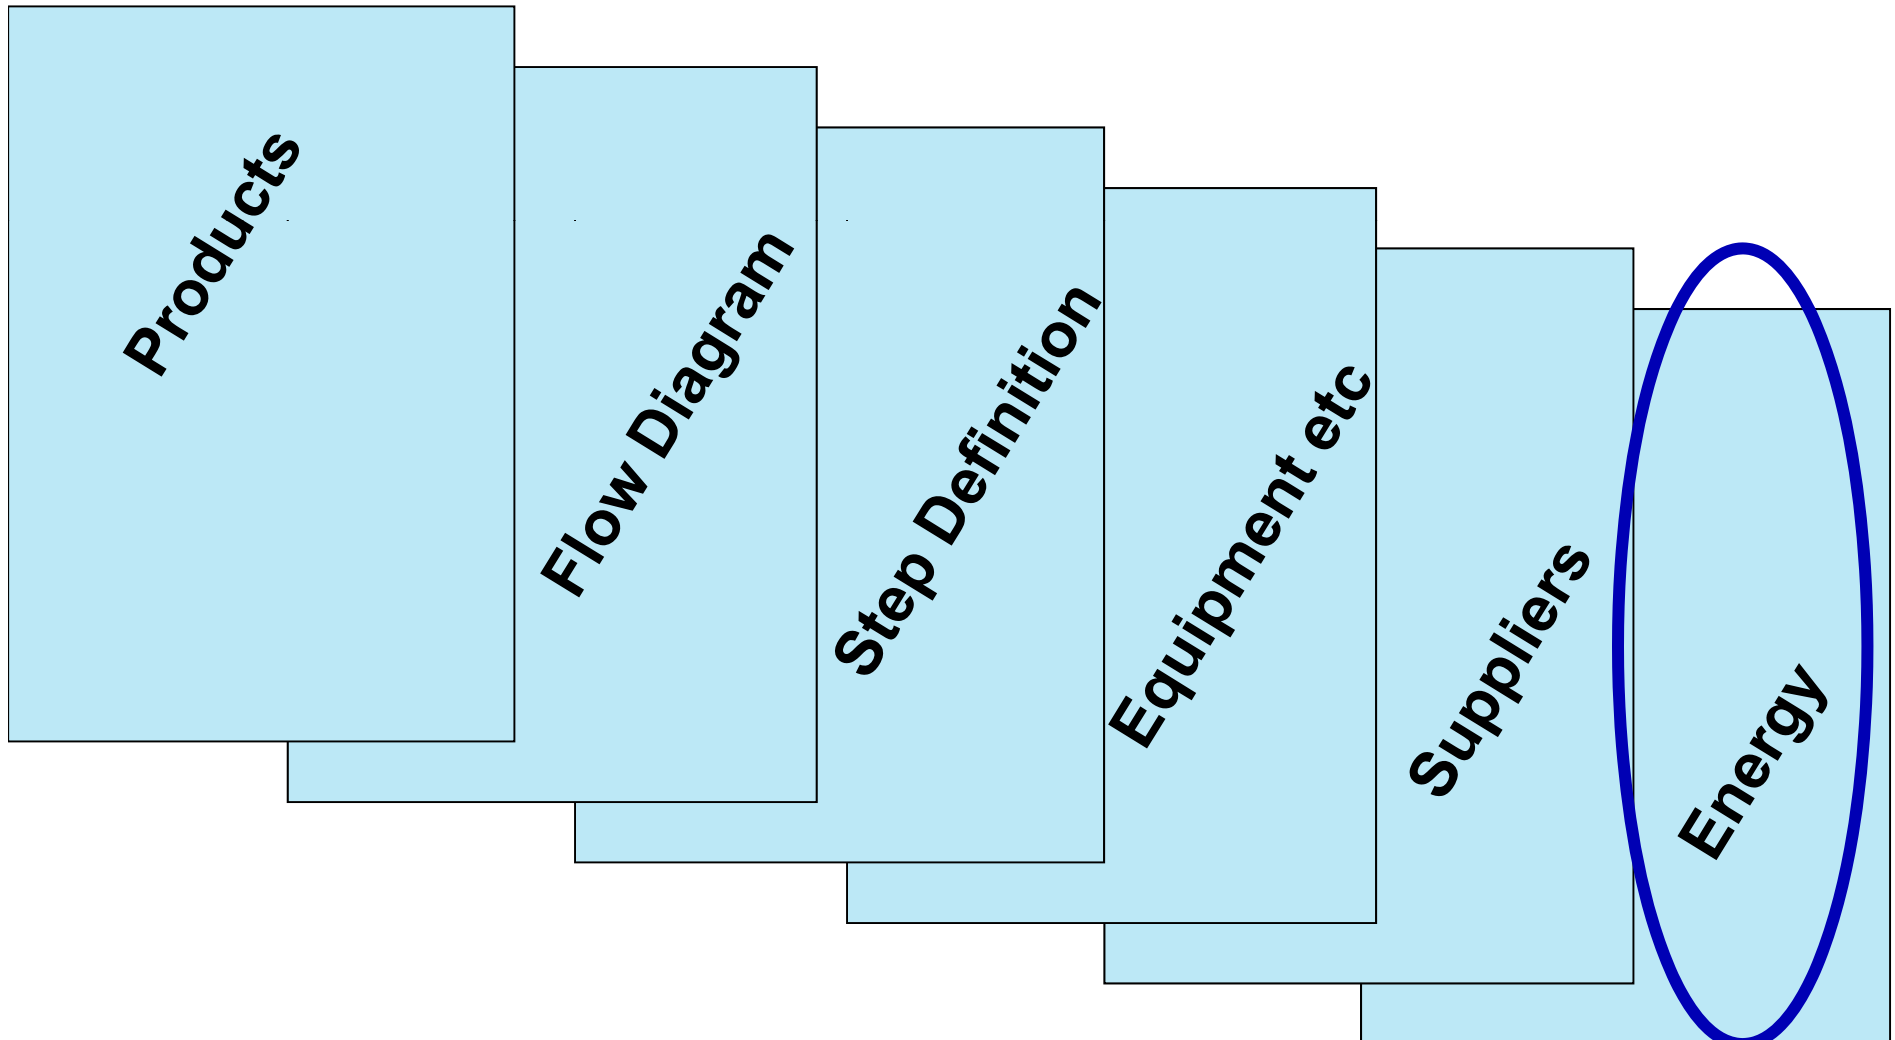 Products
Flow Diagram
Step Definition
Equipment etc
Suppliers
Energy